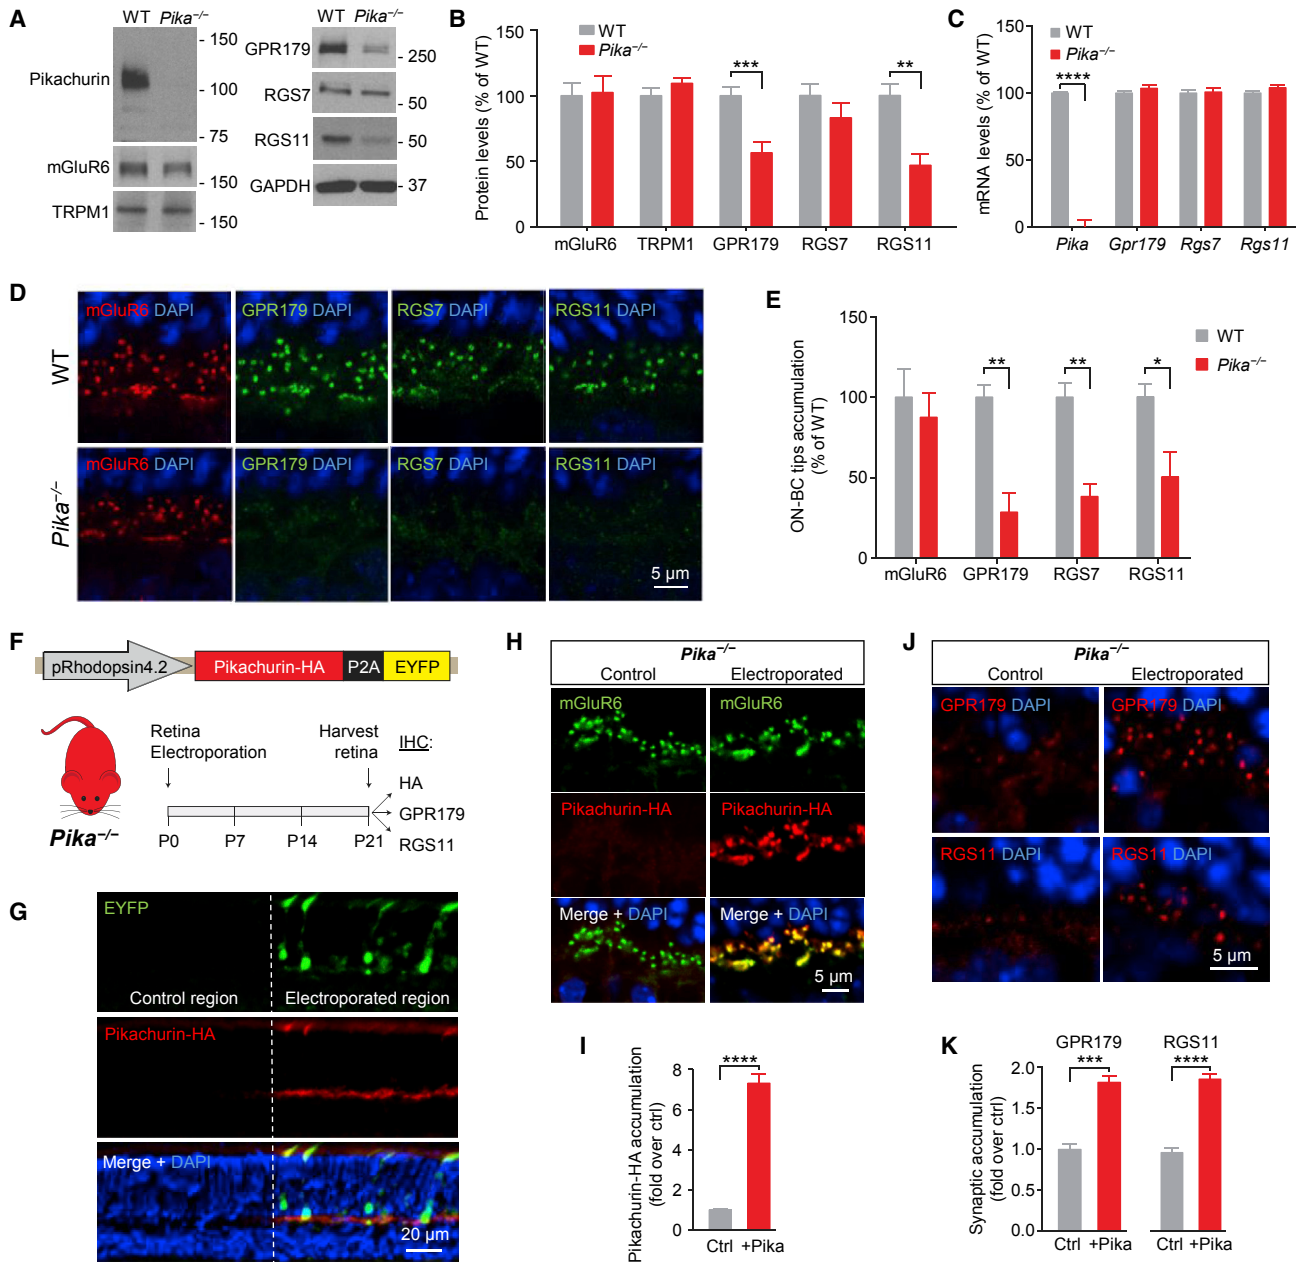 A
WT Pika−/−
Pikachurin
- 150
- 100
- 75
mGluR6
- 150
TRPM1
- 150
WT Pika−/−
GPR179
- 250
RGS7
- 50
RGS11
- 50
GAPDH
- 37
B
WT
Pika−/−
Protein levels (% of WT)
150
100
50
0
***
**
mGluR6 TRPM1 GPR179 RGS7 RGS11
C
WT
Pika−/−
mRNA levels (% of WT)
150
100
50
0
****
Pika Gpr179 Rgs7 Rgs11
D
WT
mGluR6 DAPI
GPR179 DAPI
RGS7 DAPI
RGS11 DAPI
Pika−/−
mGluR6 DAPI
GPR179 DAPI
RGS7 DAPI
RGS11 DAPI
5 µm
E
WT
Pika−/−
ON-BC tips accumulation
(% of WT)
150
100
50
0
**
**
*
mGluR6 GPR179 RGS7 RGS11
F
pRhodopsin4.2 Pikachurin-HA P2A EYFP
Pika−/−
Retina
Electroporation
Harvest
retina
P0 P7 P14 P21
IHC:
HA
GPR179
RGS11
G
EYFP
Control region Electroporated region
Pikachurin-HA
Merge + DAPI
20 µm
H
Pika−/−
Control Electroporated
mGluR6 mGluR6
Pikachurin-HA Pikachurin-HA
Merge + DAPI Merge + DAPI
5 µm
I
Pikachurin-HA accumulation
(fold over ctrl)
8
6
4
2
0
****
Ctrl +Pika
J
Pika−/−
Control Electroporated
GPR179 DAPI GPR179 DAPI
RGS11 DAPI RGS11 DAPI
5 µm
K
Synaptic accumulation
(fold over ctrl)
2.0
1.5
1.0
0.5
0.0
GPR179
***
Ctrl +Pika
RGS11
****
Ctrl +Pika